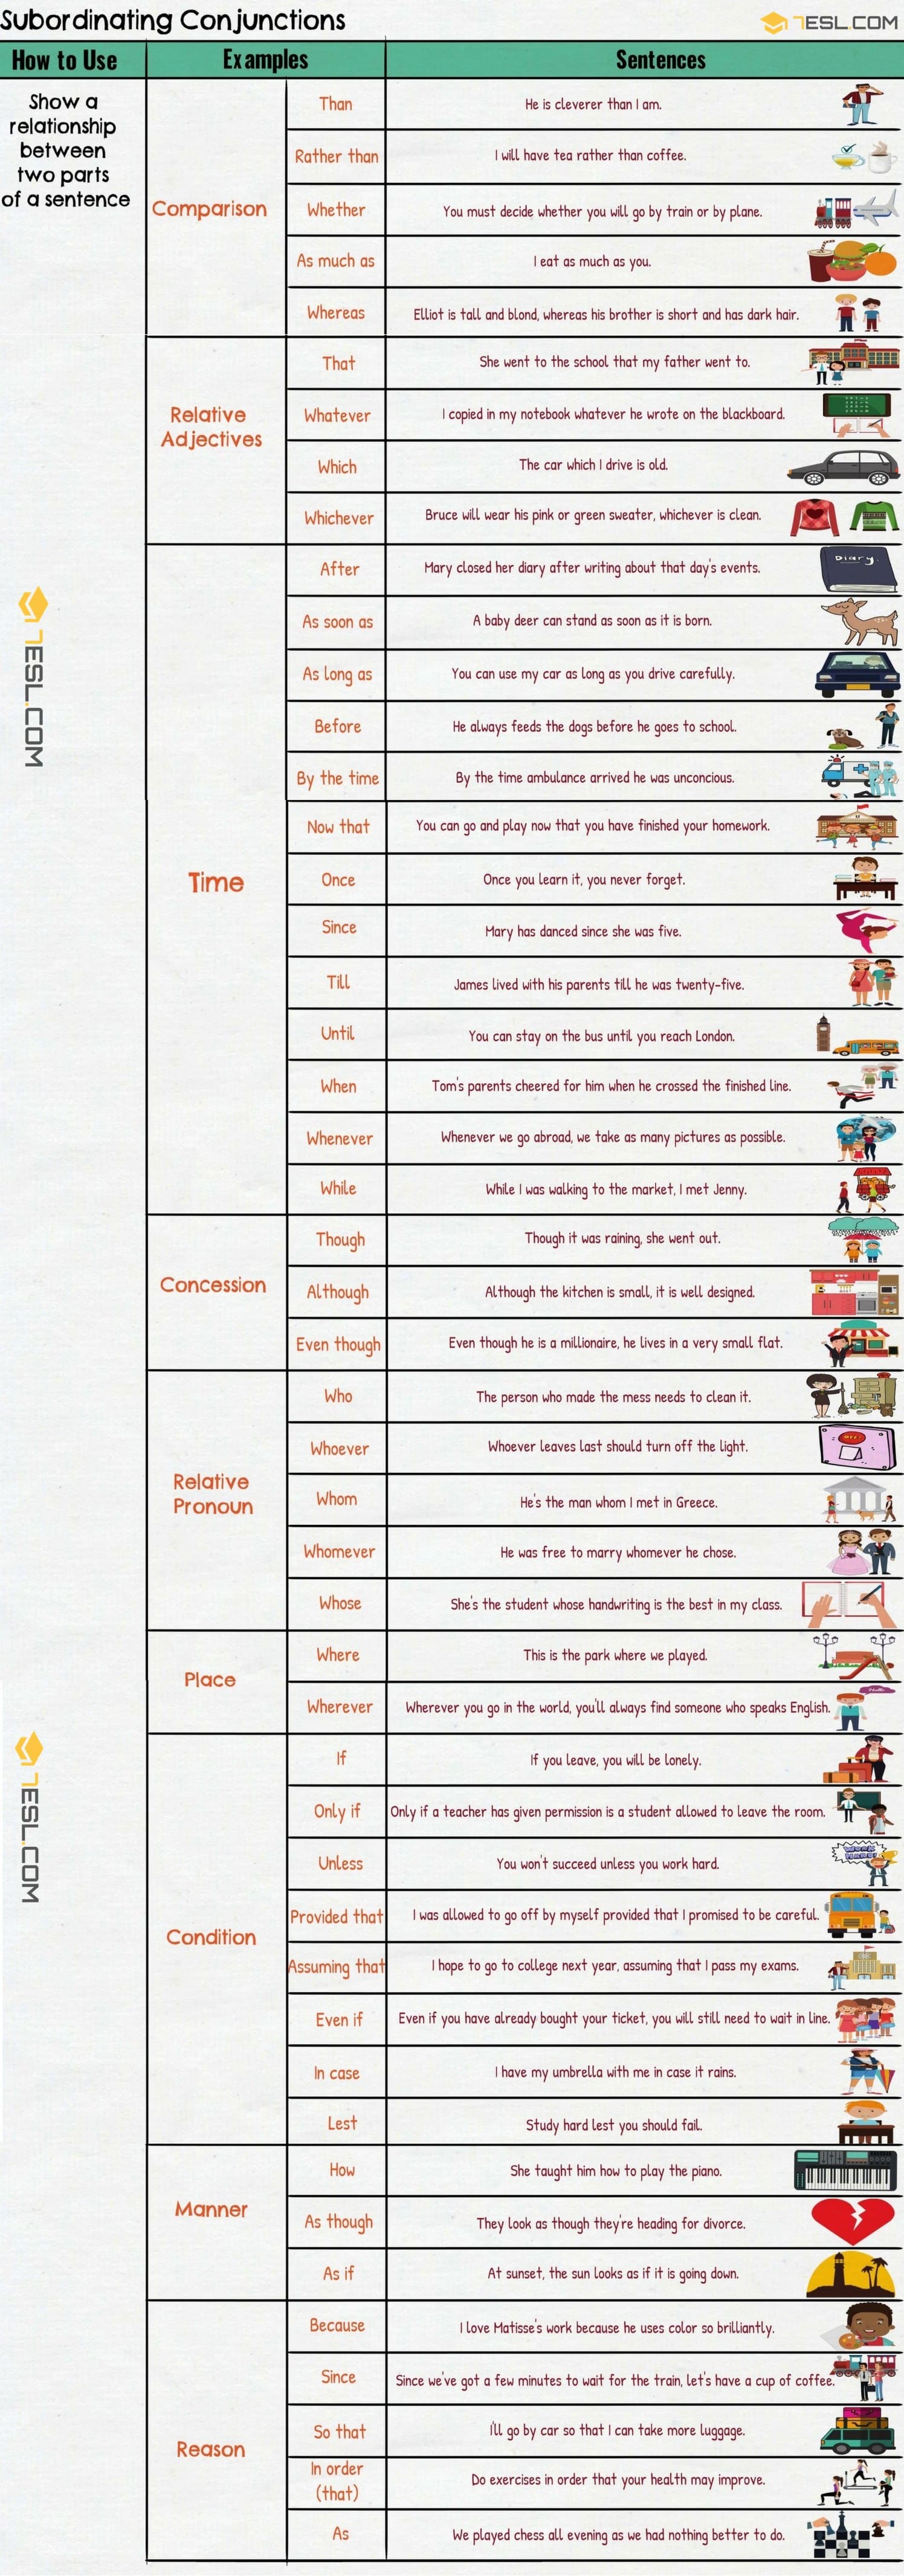 Subordinating Conjunctions
7ESL.COM
How to Use Examples Sentences
Show a
relationship
between
two parts
of a sentence
Comparison
Than He is cleverer than I am.
Rather than I will have tea rather than coffee.
Whether You must decide whether you will go by train or by plane.
As much as I eat as much as you.
Whereas Elliot is tall and blond, whereas his brother is short and has dark hair.
Relative
Adjectives
That She went to the school that my father went to.
Whatever I copied in my notebook whatever he wrote on the blackboard.
Which The car which I drive is old.
Whichever Bruce will wear his pink or green sweater, whichever is clean.
Time
After Mary closed her diary after writing about that day's events.
Diary
As soon as A baby deer can stand as soon as it is born.
As long as You can use my car as long as you drive carefully.
Before He always feeds the dogs before he goes to school.
By the time By the time ambulance arrived he was unconcious.
Now that You can go and play now that you have finished your homework.
Once Once you learn it, you never forget.
Since Mary has danced since she was five.
Till James lived with his parents till he was twenty-five.
Until You can stay on the bus until you reach London.
When Tom's parents cheered for him when he crossed the finished line.
Whenever Whenever we go abroad, we take as many pictures as possible.
While While I was walking to the market, I met Jenny.
7ESL.COM
Concession
Though Though it was raining, she went out.
Although Although the kitchen is small, it is well designed.
Even though Even though he is a millionaire, he lives in a very small flat.
Relative
Pronoun
Who The person who made the mess needs to clean it.
Whoever Whoever leaves last should turn off the light.
Whom He's the man whom I met in Greece.
Whomever He was free to marry whomever he chose.
Whose She's the student whose handwriting is the best in my class.
Place
Where This is the park where we played.
Wherever Wherever you go in the world, you'll always find someone who speaks English.
7ESL.COM
Condition
If If you leave, you will be lonely.
Only if Only if a teacher has given permission is a student allowed to leave the room.
Unless You won't succeed unless you work hard.
Provided that I was allowed to go off by myself provided that I promised to be careful.
Assuming that I hope to go to college next year, assuming that I pass my exams.
Even if Even if you have already bought your ticket, you will still need to wait in line.
In case I have my umbrella with me in case it rains.
Lest Study hard lest you should fail.
Manner
How She taught him how to play the piano.
As though They look as though they're heading for divorce.
As if At sunset, the sun looks as if it is going down.
Reason
Because I love Matisse's work because he uses color so brilliantly.
Since Since we've got a few minutes to wait for the train, let's have a cup of coffee.
So that I'll go by car so that I can take more luggage.
In order
(that) Do exercises in order that your health may improve.
As We played chess all evening as we had nothing better to do.